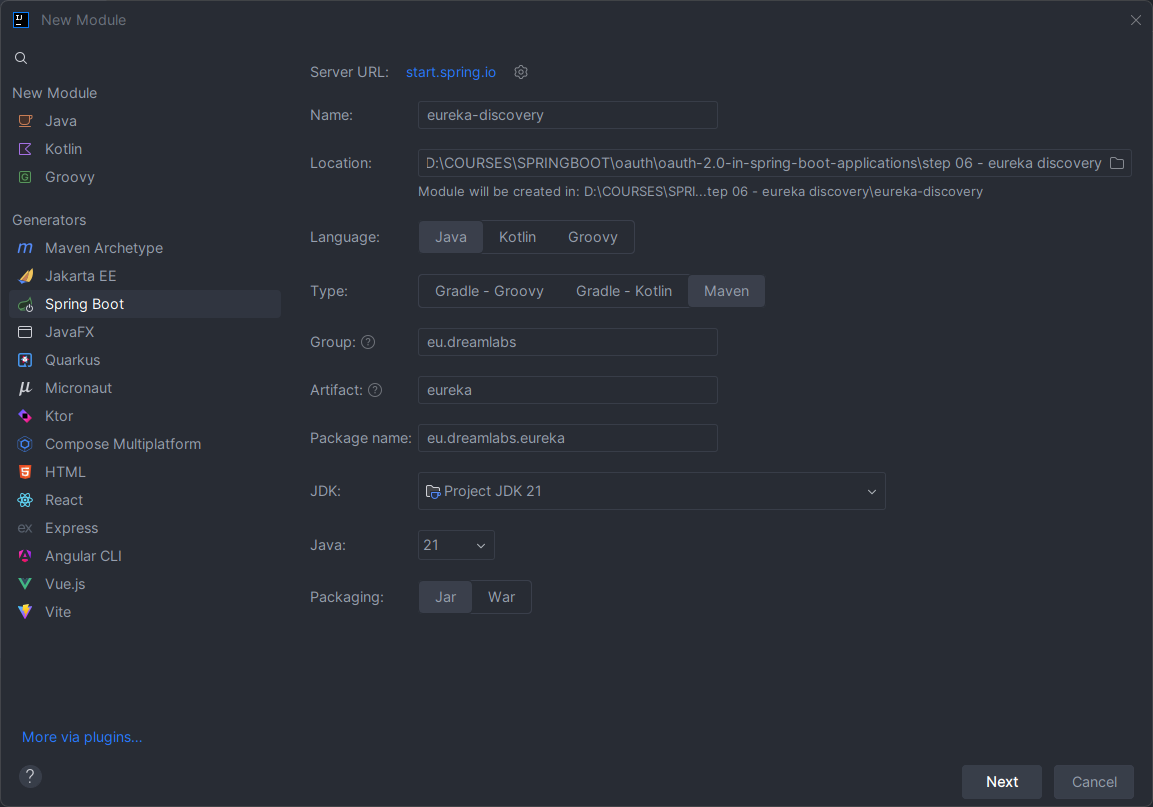 New Module
New Module
Java
Kotlin
Groovy
Generators
Maven Archetype
Jakarta EE
Spring Boot
JavaFX
Quarkus
Micronaut
Ktor
Compose Multiplatform
HTML
React
Express
Angular CLI
Vue.js
Vite
More via plugins...
?
Server URL: start.spring.io
Name: eureka-discovery
Location: D:\COURSES\SPRINGBOOT\oauth\oauth-2.0-in-spring-boot-applications\step 06 - eureka discovery
Module will be created in: D:\COURSES\SPRI...tep 06 - eureka discovery\eureka-discovery
Language: Java Kotlin Groovy
Type: Gradle - Groovy Gradle - Kotlin Maven
Group: ? eu.dreamlabs
Artifact: ? eureka
Package name: eu.dreamlabs.eureka
JDK: Project JDK 21
Java: 21
Packaging: Jar War
Next Cancel